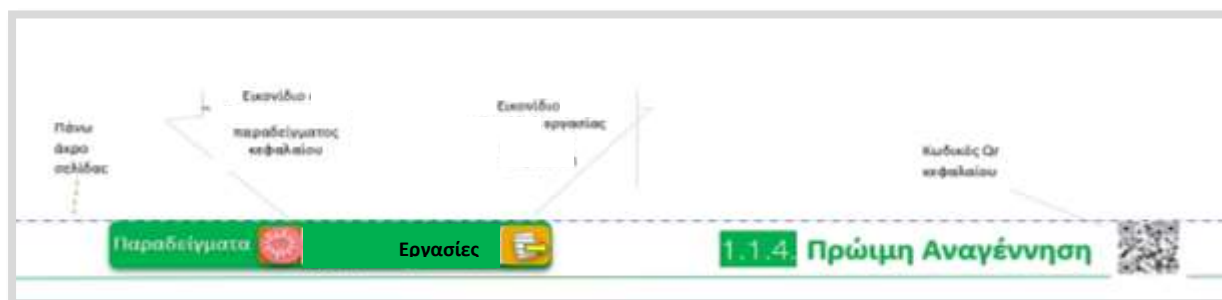 Εικονίδιο
παραδείγματος
κεφαλαίου
Εικονίδιο
εργασίας
Πάνω
άκρο
σελίδας
Κωδικός Qr
κεφαλαίου
Παραδείγματα
Εργασίες
1.1.4. Πρώιμη Αναγέννηση